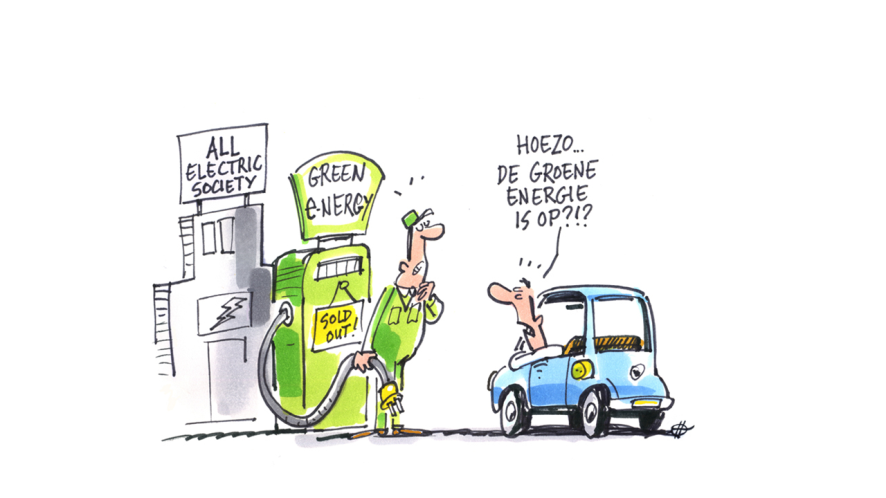 ALL
ELECTRIC
SOCIETY
GREEN
e-NERGY
SOLD
OUT!
HOEZO...
DE GROENE
ENERGIE
IS OP?!?